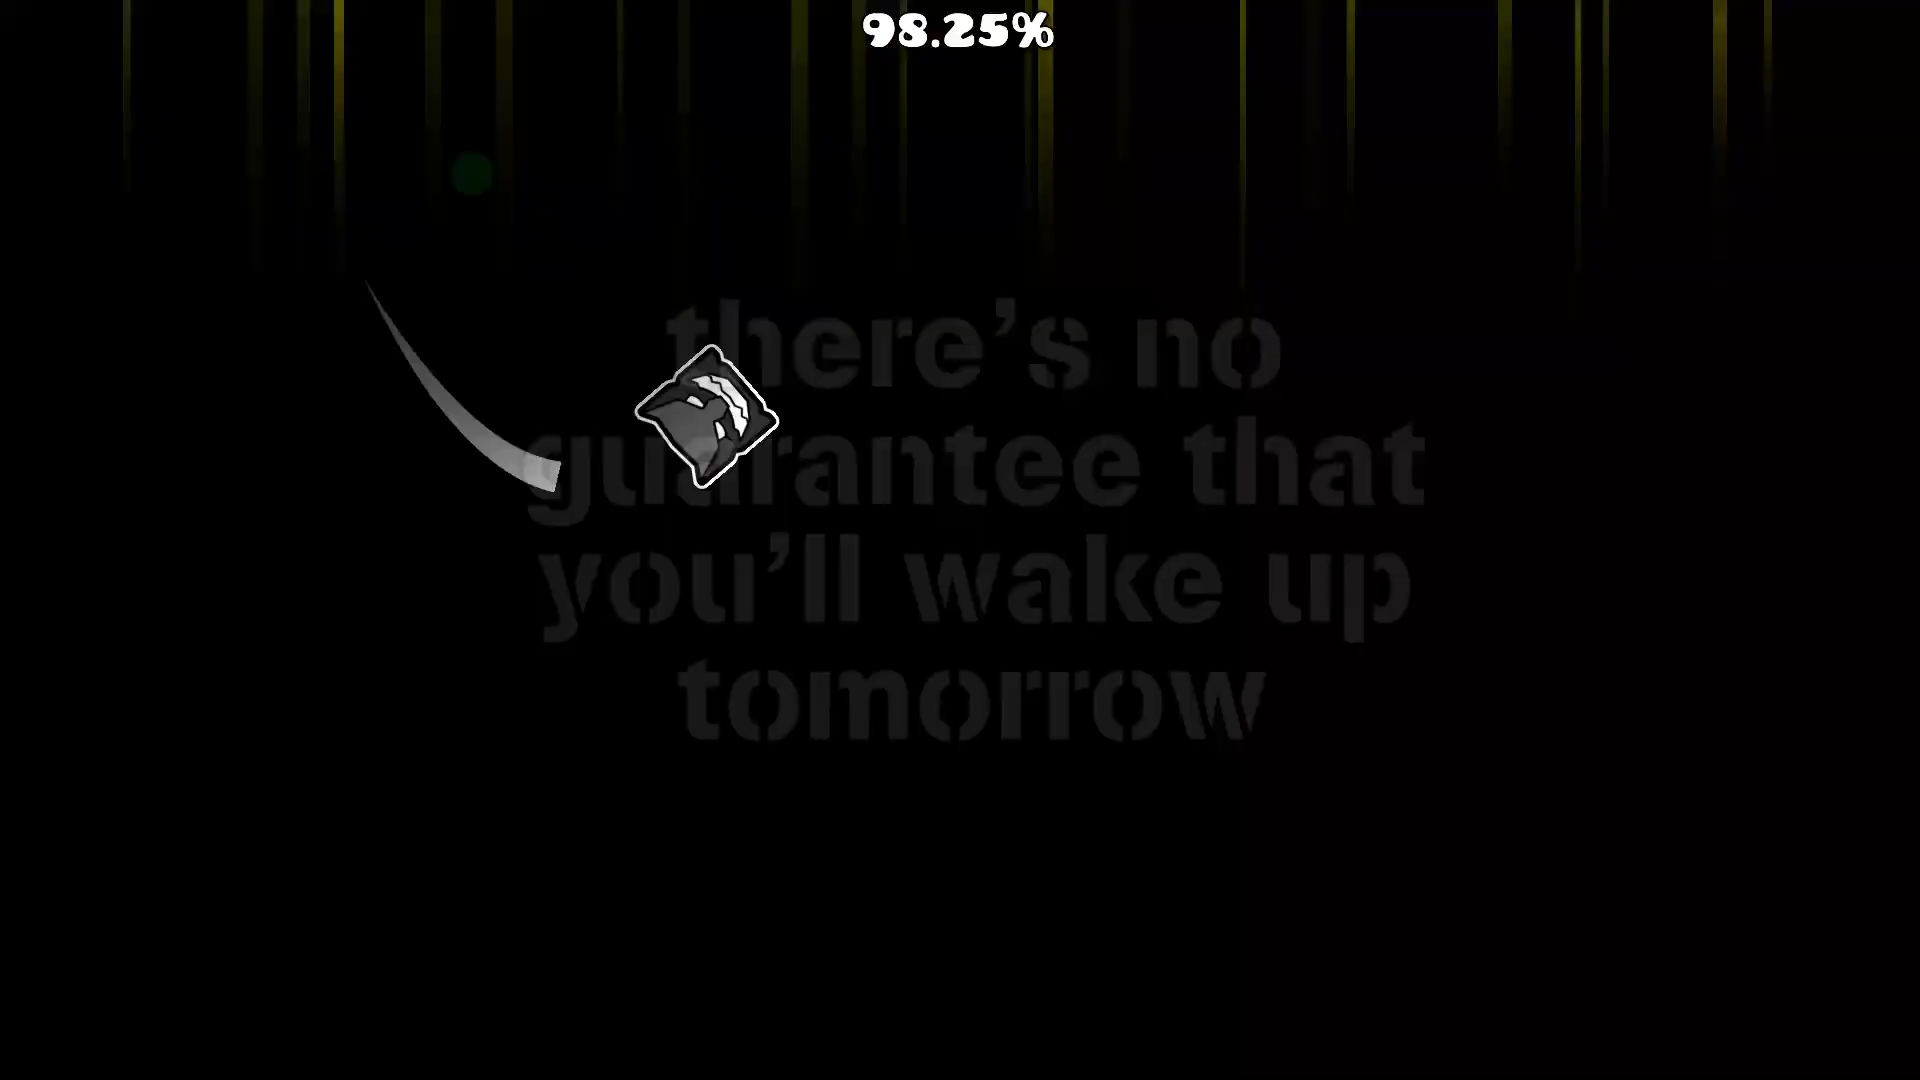 98.25%
there’s no
guarantee that
you’ll wake up
tomorrow